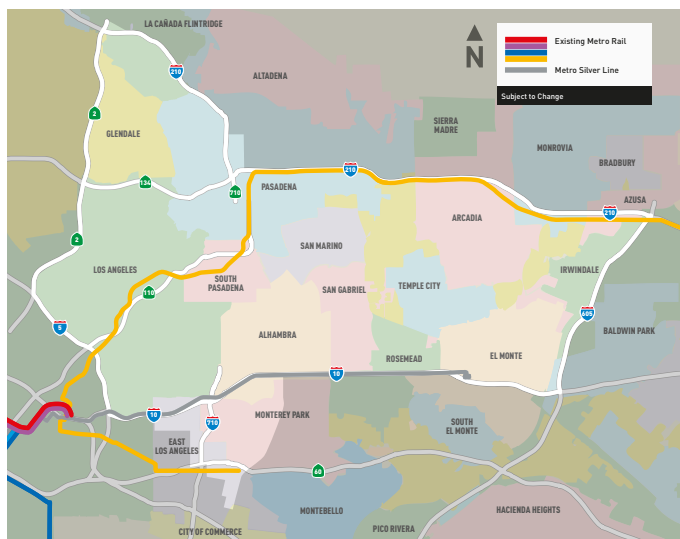 LA CAÑADA FLINTRIDGE
Existing Metro Rail
N
Metro Silver Line
210
ALTADENA
Subject to Change
2
SIERRA
MADRE
GLENDALE
MONROVIA
BRADBURY
210
134
PASADENA
710
AZUSA
210
ARCADIA
2
SAN MARINO
LOS ANGELES
IRWINDALE
SOUTH
PASADENA
SAN GABRIEL
TEMPLE CITY
110
605
5
BALDWIN PARK
ALHAMBRA
ROSEMEAD
EL MONTE
10
10
MONTEREY PARK
710
SOUTH
EL MONTE
EAST
LOS ANGELES
60
MONTEBELLO
HACIENDA HEIGHTS
CITY OF COMMERCE
PICO RIVERA